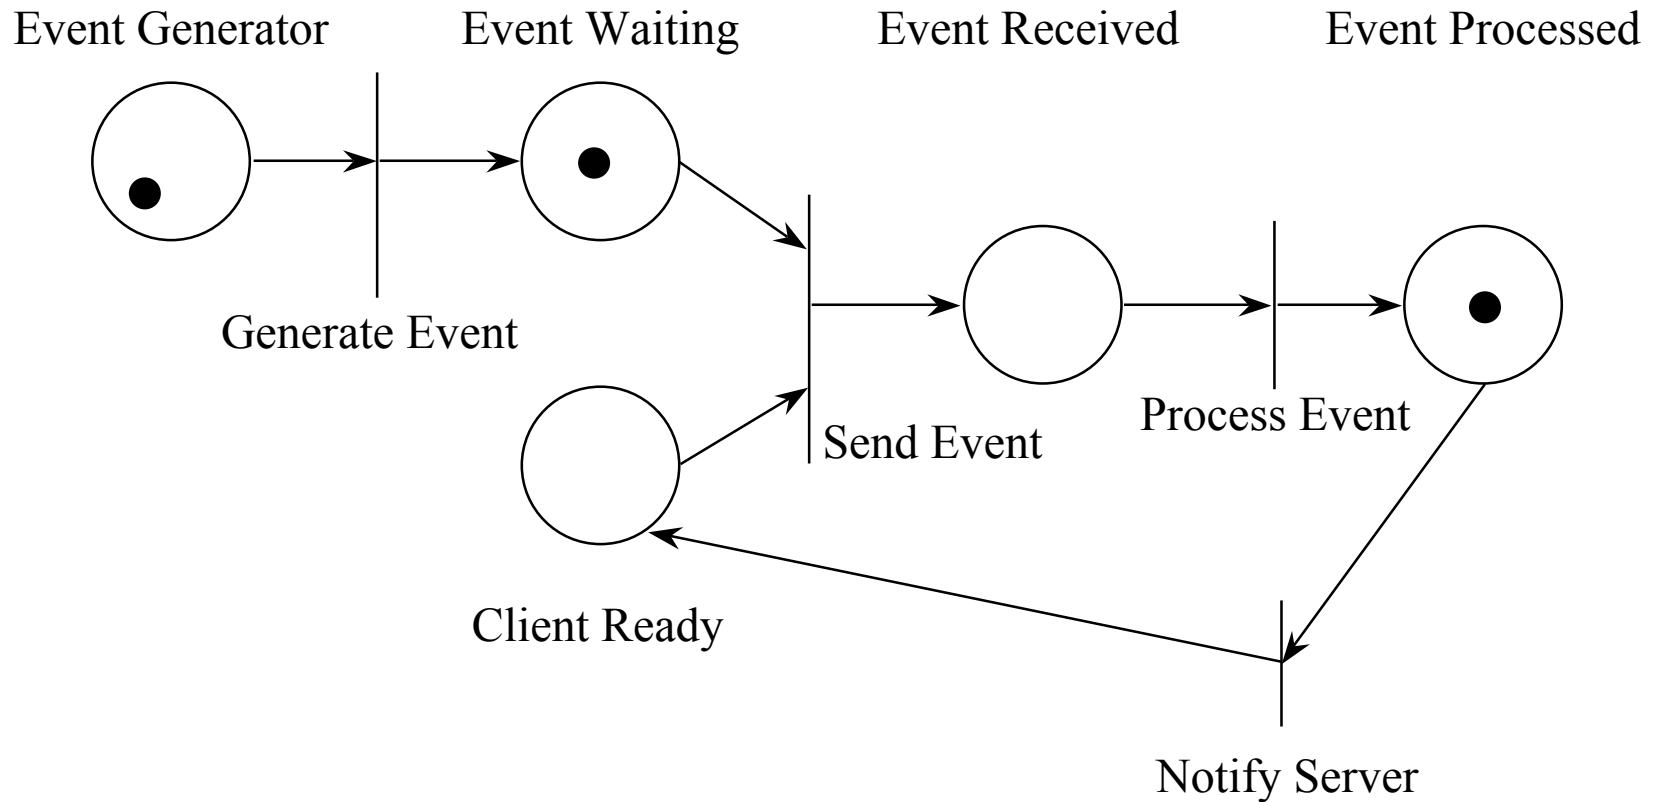 Event Generator
Event Waiting
Event Received
Event Processed
Generate Event
Process Event
Send Event
Client Ready
Notify Server